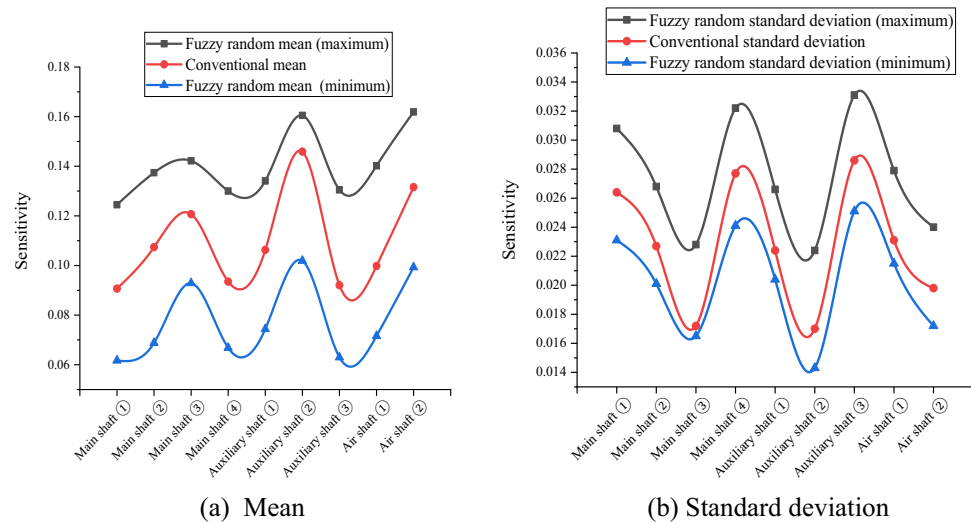 Fuzzy random mean (maximum)
Conventional mean
Fuzzy random mean (minimum)
0.18
0.16
0.14
0.12
0.10
0.08
0.06
Sensitivity
Main shaft ①
Main shaft ②
Main shaft ③
Main shaft ④
Auxiliary shaft ①
Auxiliary shaft ②
Auxiliary shaft ③
Air shaft ①
Air shaft ②
(a) Mean
Fuzzy random standard deviation (maximum)
Conventional standard deviation
Fuzzy random standard deviation (minimum)
0.036
0.034
0.032
0.030
0.028
0.026
0.024
0.022
0.020
0.018
0.016
0.014
Sensitivity
Main shaft ①
Main shaft ②
Main shaft ③
Main shaft ④
Auxiliary shaft ①
Auxiliary shaft ②
Auxiliary shaft ③
Air shaft ①
Air shaft ②
(b) Standard deviation